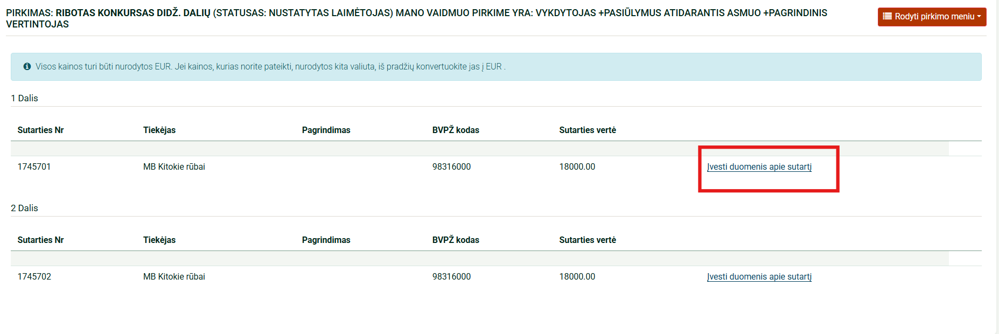 PIRKIMAS: RIBOTAS KONKURSAS DIDŽ. DALIŲ (STATUSAS: NUSTATYTAS LAIMĖTOJAS) MANO VAIDMUO PIRKIME YRA: VYKDYTOJAS +PASIŪLYMUS ATIDARANTIS ASMUO +PAGRINDINIS
VERTINTOJAS
Rodyti pirkimo meniu
Visos kainos turi būti nurodytos EUR. Jei kainos, kurias norite pateikti, nurodytos kita valiuta, iš pradžių konvertuokite jas į EUR .
1 Dalis
Sutarties Nr Tiekėjas Pagrindimas BVPŽ kodas Sutarties vertė
1745701 MB Kitokie rūbai 98316000 18000.00 Įvesti duomenis apie sutartį
2 Dalis
Sutarties Nr Tiekėjas Pagrindimas BVPŽ kodas Sutarties vertė
1745702 MB Kitokie rūbai 98316000 18000.00 Įvesti duomenis apie sutartį